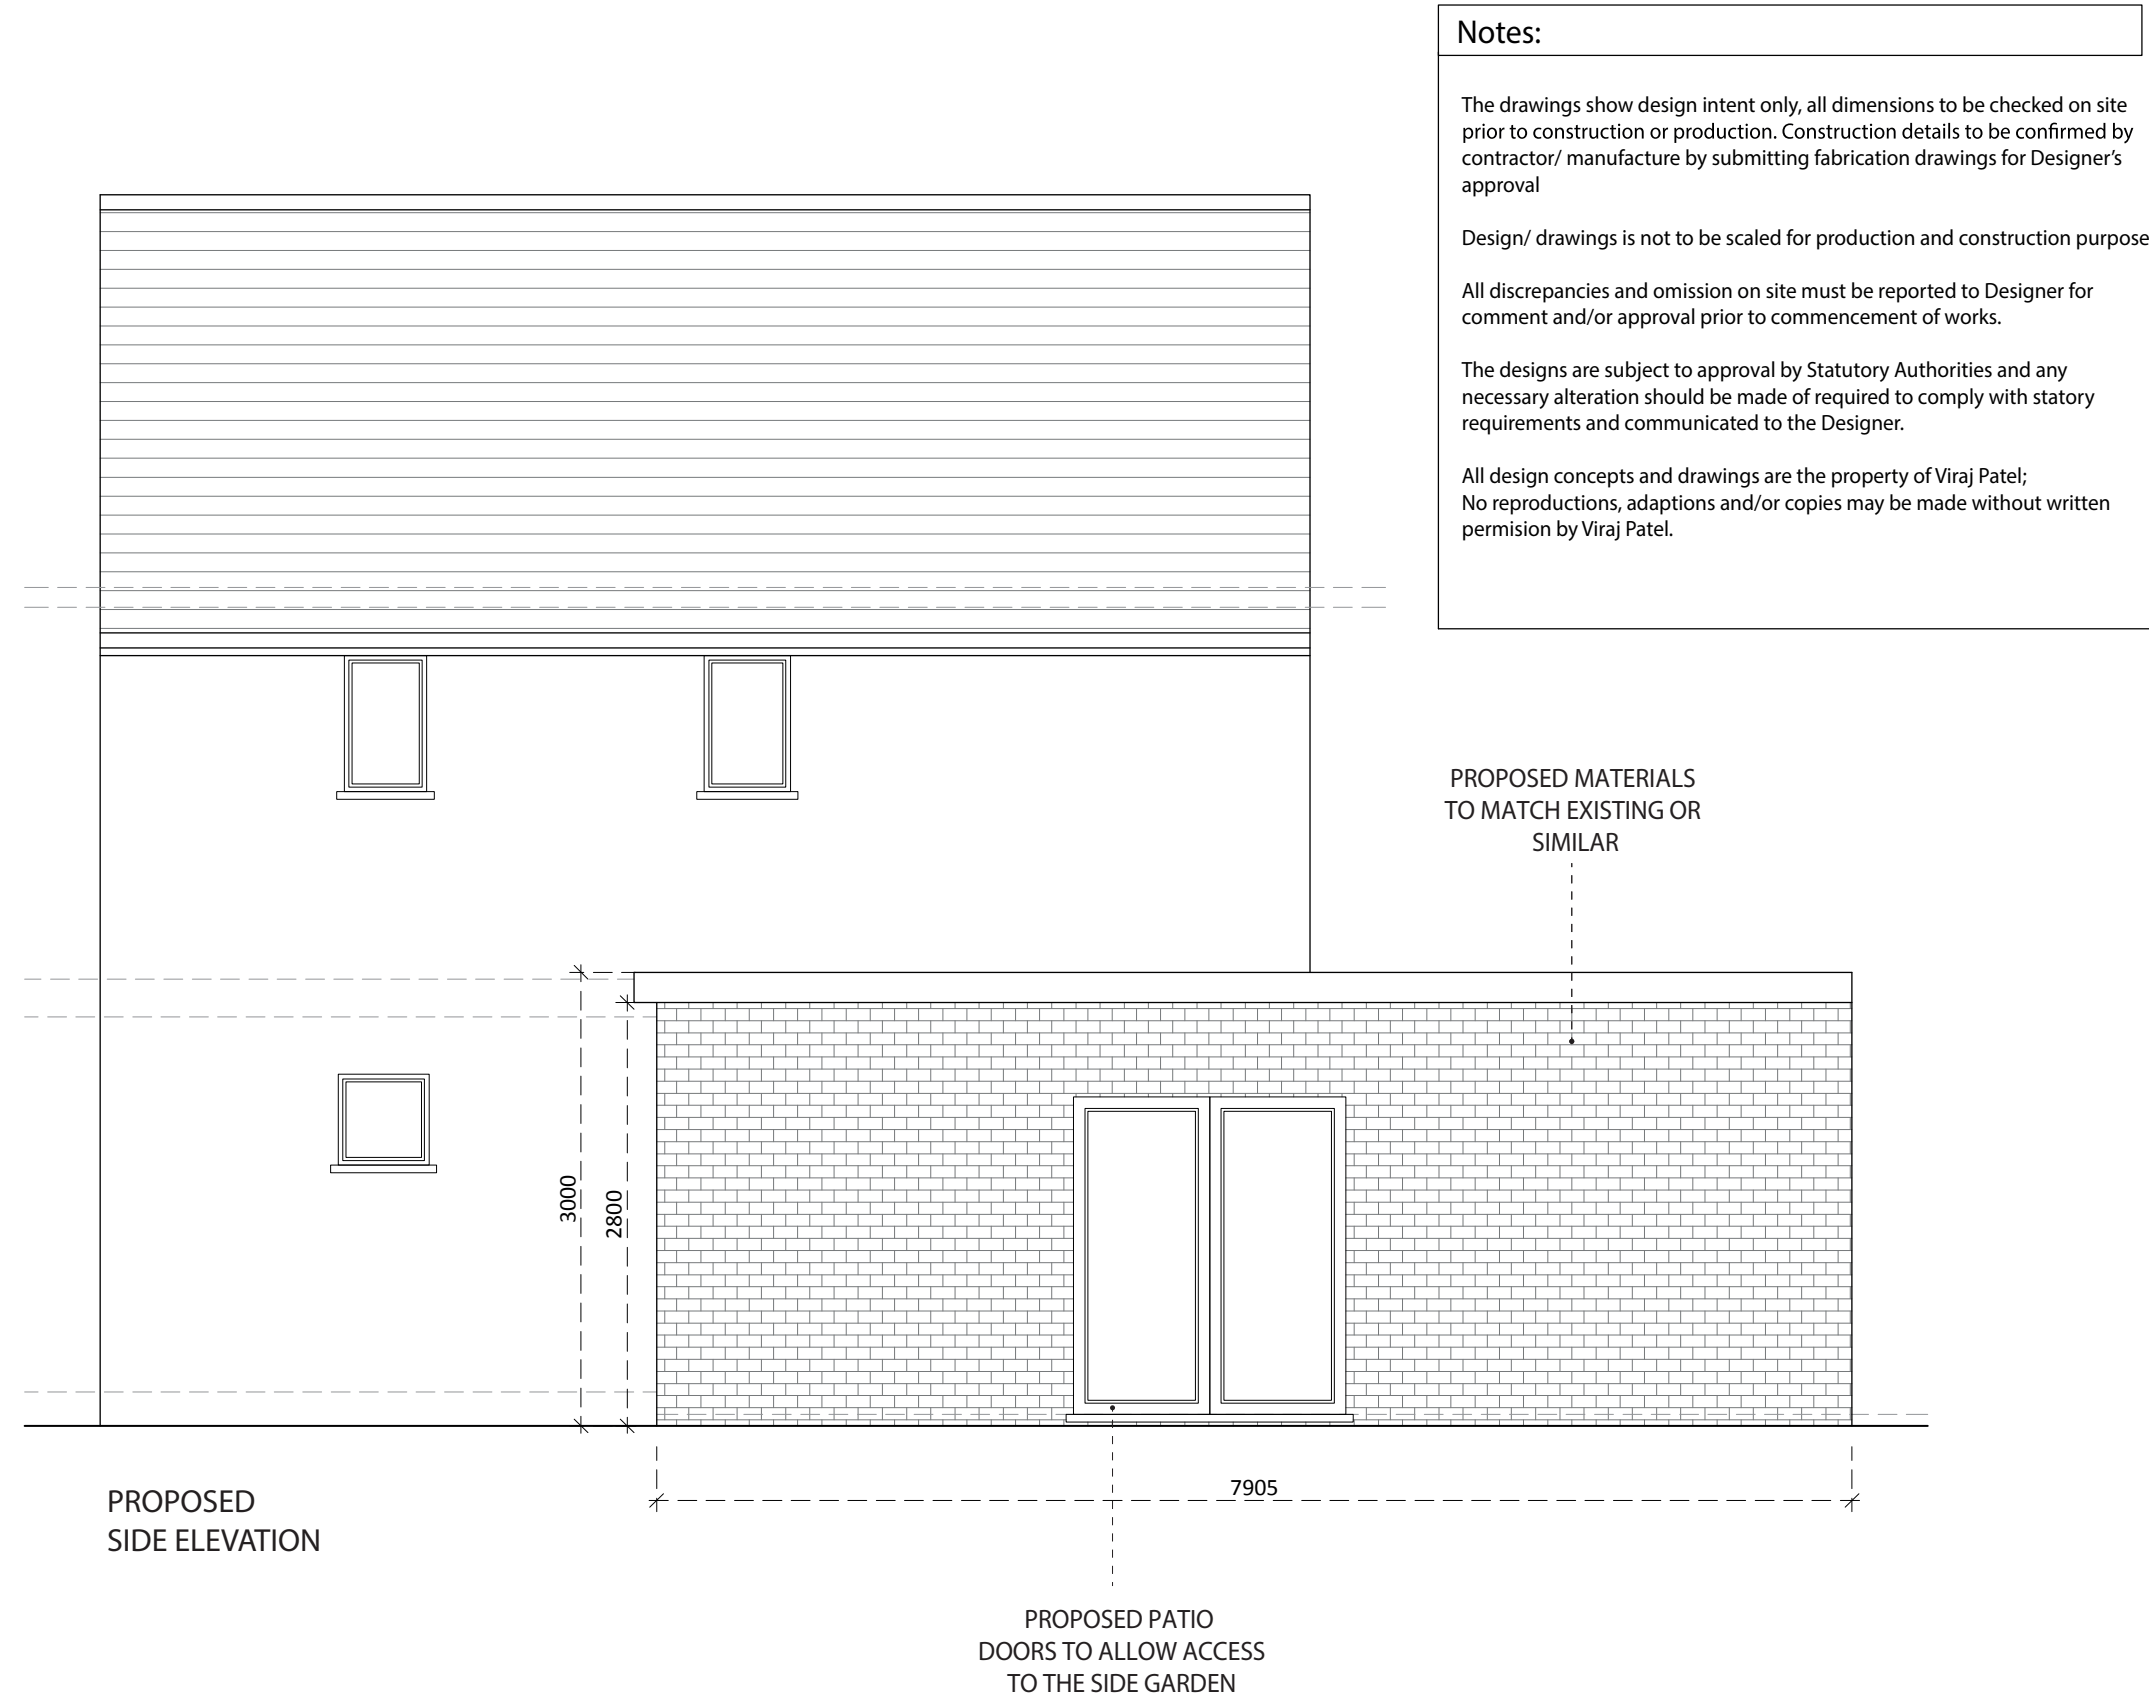 Notes:
The drawings show design intent only, all dimensions to be checked on site
prior to construction or production. Construction details to be confirmed by
contractor/ manufacture by submitting fabrication drawings for Designer’s
approval
Design/ drawings is not to be scaled for production and construction purpose
All discrepancies and omission on site must be reported to Designer for
comment and/or approval prior to commencement of works.
The designs are subject to approval by Statutory Authorities and any
necessary alteration should be made of required to comply with statory
requirements and communicated to the Designer.
All design concepts and drawings are the property of Viraj Patel;
No reproductions, adaptions and/or copies may be made without written
permision by Viraj Patel.
PROPOSED MATERIALS
TO MATCH EXISTING OR
SIMILAR
3000
2800
7905
PROPOSED
SIDE ELEVATION
PROPOSED PATIO
DOORS TO ALLOW ACCESS
TO THE SIDE GARDEN